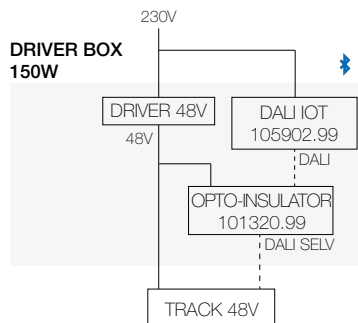 230V
DRIVER BOX
150W
DRIVER 48V
DALI IOT
105902.99
48V
DALI
OPTO-INSULATOR
101320.99
DALI SELV
TRACK 48V